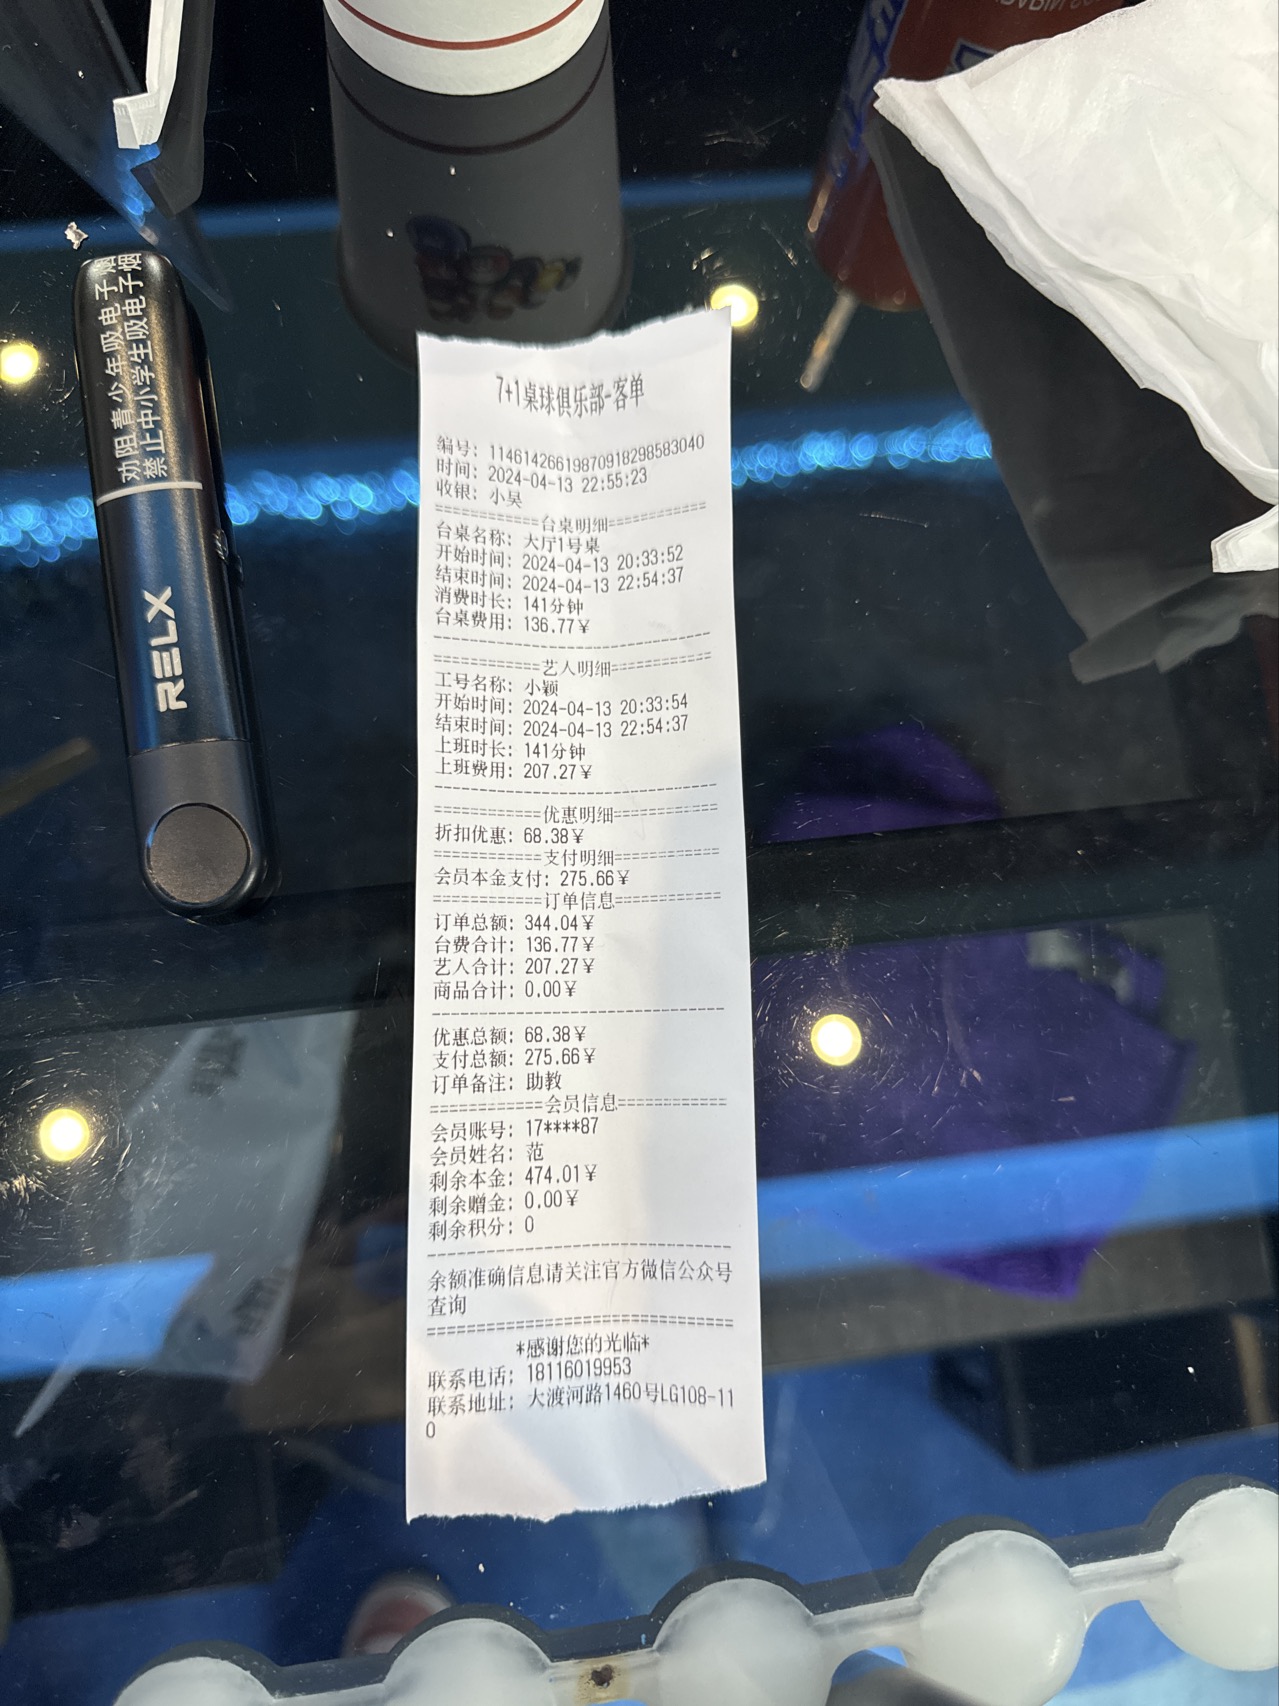 劝阻青少年吸电子烟
禁止中小学生吸电子烟
RELX
7+1桌球俱乐部-客单
编号: 11461426619870918298583040
时间: 2024-04-13 22:55:23
收银: 小吴
============台桌明细============
台桌名称: 大厅1号桌
开始时间: 2024-04-13 20:33:52
结束时间: 2024-04-13 22:54:37
消费时长: 141分钟
台桌费用: 136.77¥
--------------------------------
============艺人明细============
工号名称: 小颖
开始时间: 2024-04-13 20:33:54
结束时间: 2024-04-13 22:54:37
上班时长: 141分钟
上班费用: 207.27¥
--------------------------------
============优惠明细============
折扣优惠: 68.38¥
============支付明细============
会员本金支付: 275.66¥
============订单信息============
订单总额: 344.04¥
台费合计: 136.77¥
艺人合计: 207.27¥
商品合计: 0.00¥
--------------------------------
优惠总额: 68.38¥
支付总额: 275.66¥
订单备注: 助教
============会员信息============
会员账号: 17****87
会员姓名: 范
剩余本金: 474.01¥
剩余赠金: 0.00¥
剩余积分: 0
--------------------------------
余额准确信息请关注官方微信公众号
查询
================================
*感谢您的光临*
联系电话: 18116019953
联系地址: 大渡河路1460号LG108-11
0